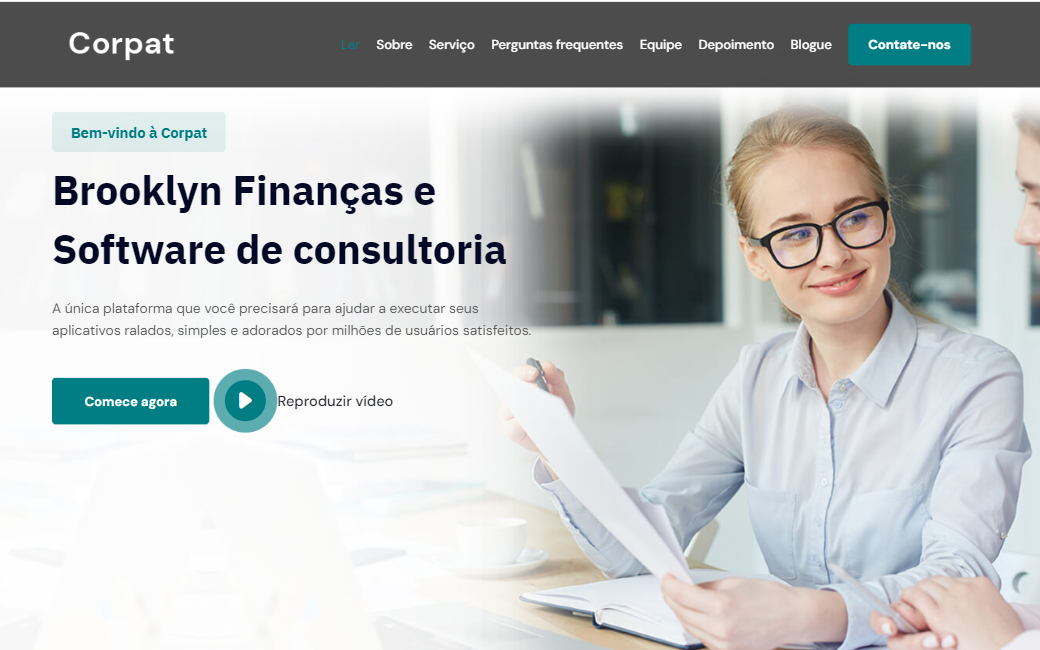 Corpat
Lar Sobre Serviço Perguntas frequentes Equipe Depoimento Blogue Contate-nos
Bem-vindo à Corpat
Brooklyn Finanças e
Software de consultoria
A única plataforma que você precisará para ajudar a executar seus
aplicativos ralados, simples e adorados por milhões de usuários satisfeitos.
Comece agora
Reproduzir vídeo